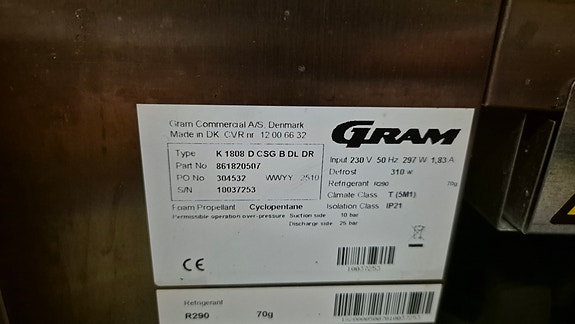 Gram Commercial A/S, Denmark
Made in DK. CVR nr. 12 00 66 32
GRAM
Type K 1808 D CSG B DL DR
Part No 861820507
PO No 304532 WWYY 2510
S/N 10037253
Input 230 V 50 Hz 297 W 1,83 A
Defrost 310 W
Refrigerant R290 70g
Climate Class T (5M1)
Isolation Class IP21
Foam Propellant Cyclopentane
Permissible operation over-pressure Suction side 10 bar
Discharge side 25 bar
CE
10037253
Refrigerant
R290 70g